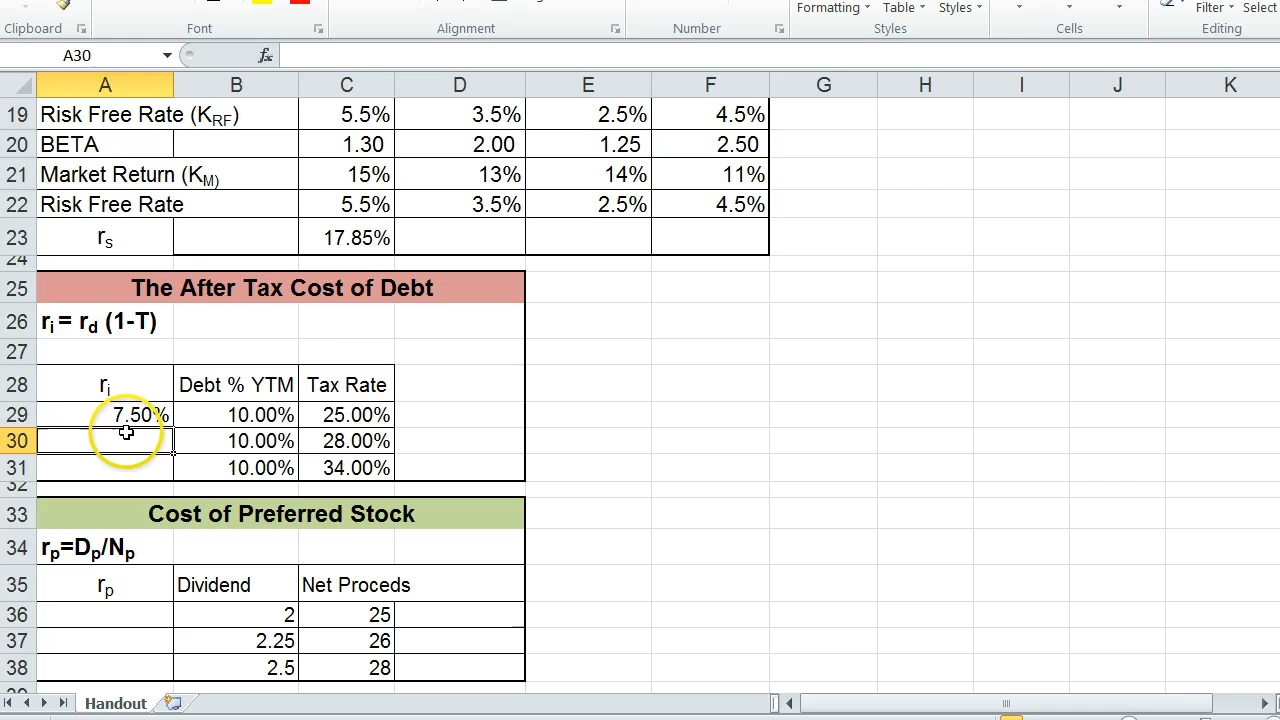 Formatting Table Styles Filter Select
Clipboard Font Alignment Number Styles Cells Editing
A30 fx
A B C D E F G H I J K
19 Risk Free Rate (KRF) 5.5% 3.5% 2.5% 4.5%
20 BETA 1.30 2.00 1.25 2.50
21 Market Return (KM) 15% 13% 14% 11%
22 Risk Free Rate 5.5% 3.5% 2.5% 4.5%
23 rs 17.85%
24
25 The After Tax Cost of Debt
26 ri = rd (1-T)
27
28 ri Debt % YTM Tax Rate
29 7.50% 10.00% 25.00%
30 10.00% 28.00%
31 10.00% 34.00%
32
33 Cost of Preferred Stock
34 rp=Dp/Np
35 rp Dividend Net Proceds
36 2 25
37 2.25 26
38 2.5 28
Handout